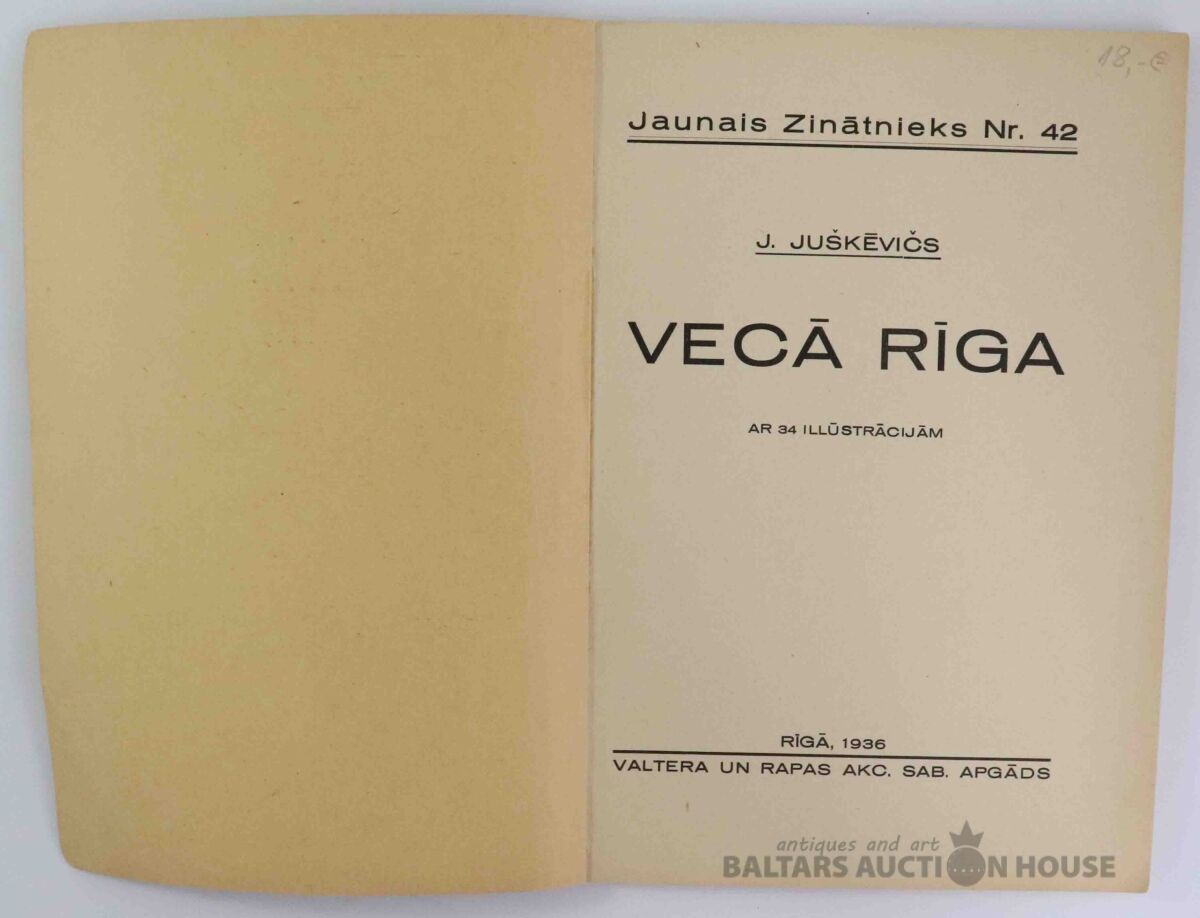 18,- €
Jaunais Zinātnieks Nr. 42
J. JUŠKĒVIČS
VECĀ RĪGA
AR 34 ILLŪSTRĀCIJĀM
RĪGĀ, 1936
VALTERA UN RAPAS AKC. SAB. APGĀDS
antiques and art
BALTARS AUCTION HOUSE